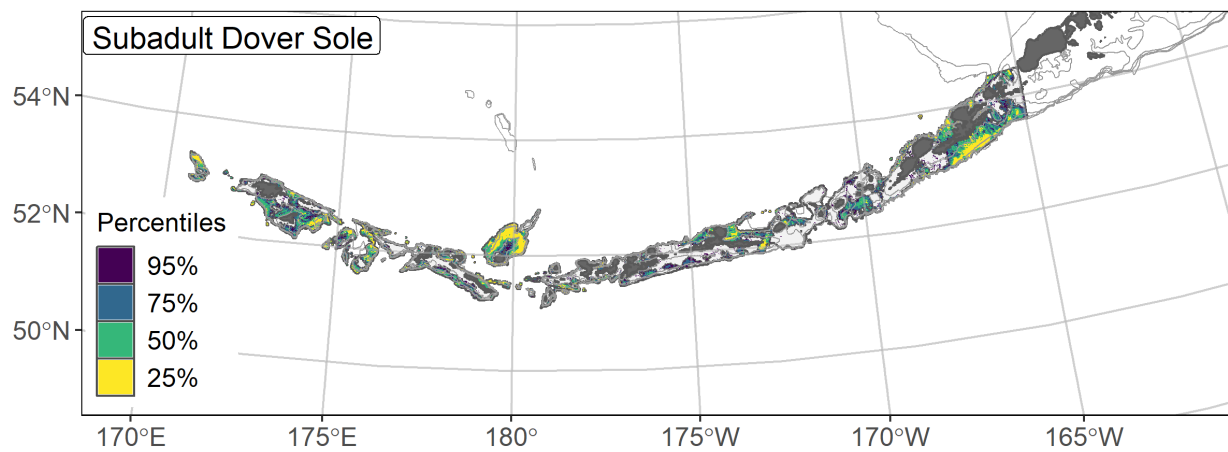 Subadult Dover Sole
54°N
52°N
50°N
Percentiles
95%
75%
50%
25%
170°E
175°E
180°
175°W
170°W
165°W